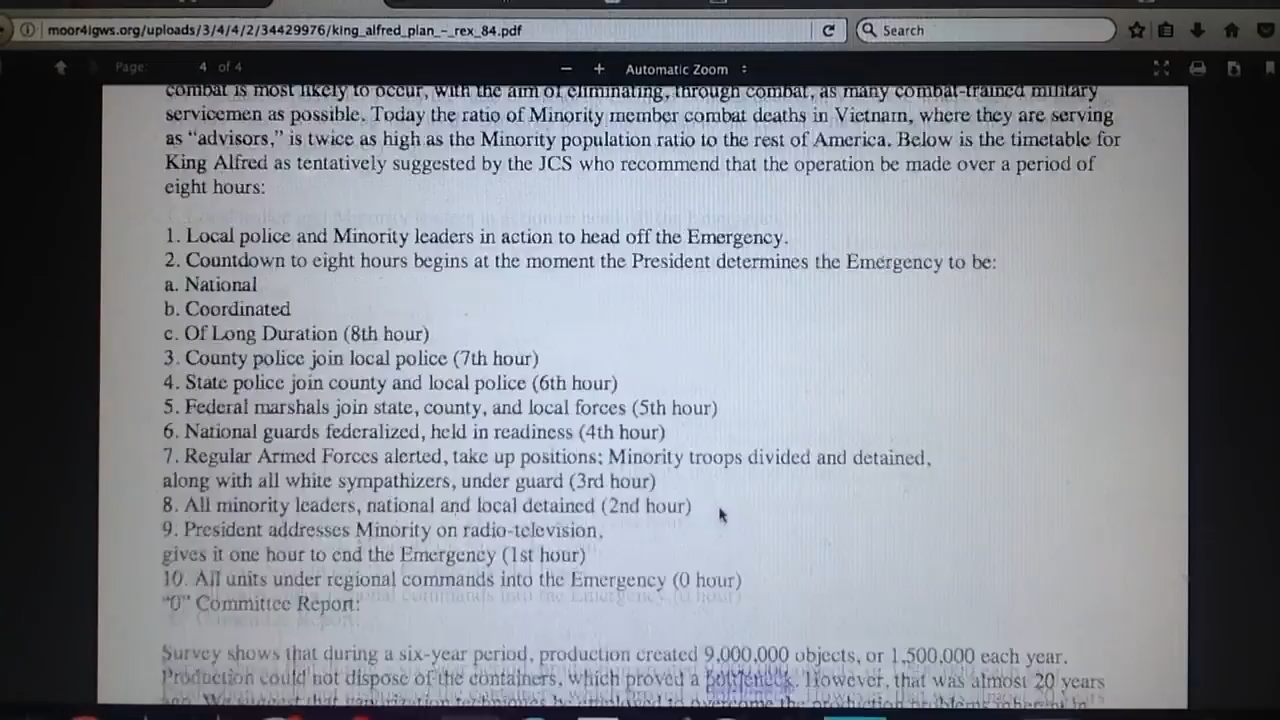 moor4igws.org/uploads/3/4/4/2/34429976/king_alfred_plan_-_rex_84.pdf
Search
Page: 4 of 4
Automatic Zoom
combat is most likely to occur, with the aim of eliminating, through combat, as many combat-trained military
servicemen as possible. Today the ratio of Minority member combat deaths in Vietnam, where they are serving
as “advisors,” is twice as high as the Minority population ratio to the rest of America. Below is the timetable for
King Alfred as tentatively suggested by the JCS who recommend that the operation be made over a period of
eight hours:
1. Local police and Minority leaders in action to head off the Emergency.
2. Countdown to eight hours begins at the moment the President determines the Emergency to be:
a. National
b. Coordinated
c. Of Long Duration (8th hour)
3. County police join local police (7th hour)
4. State police join county and local police (6th hour)
5. Federal marshals join state, county, and local forces (5th hour)
6. National guards federalized, held in readiness (4th hour)
7. Regular Armed Forces alerted, take up positions; Minority troops divided and detained,
along with all white sympathizers, under guard (3rd hour)
8. All minority leaders, national and local detained (2nd hour)
9. President addresses Minority on radio-television,
gives it one hour to end the Emergency (1st hour)
10. All units under regional commands into the Emergency (0 hour)
"0" Committee Report:
Survey shows that during a six-year period, production created 9,000,000 objects, or 1,500,000 each year.
Production could not dispose of the containers, which proved a bottleneck. However, that was almost 20 years